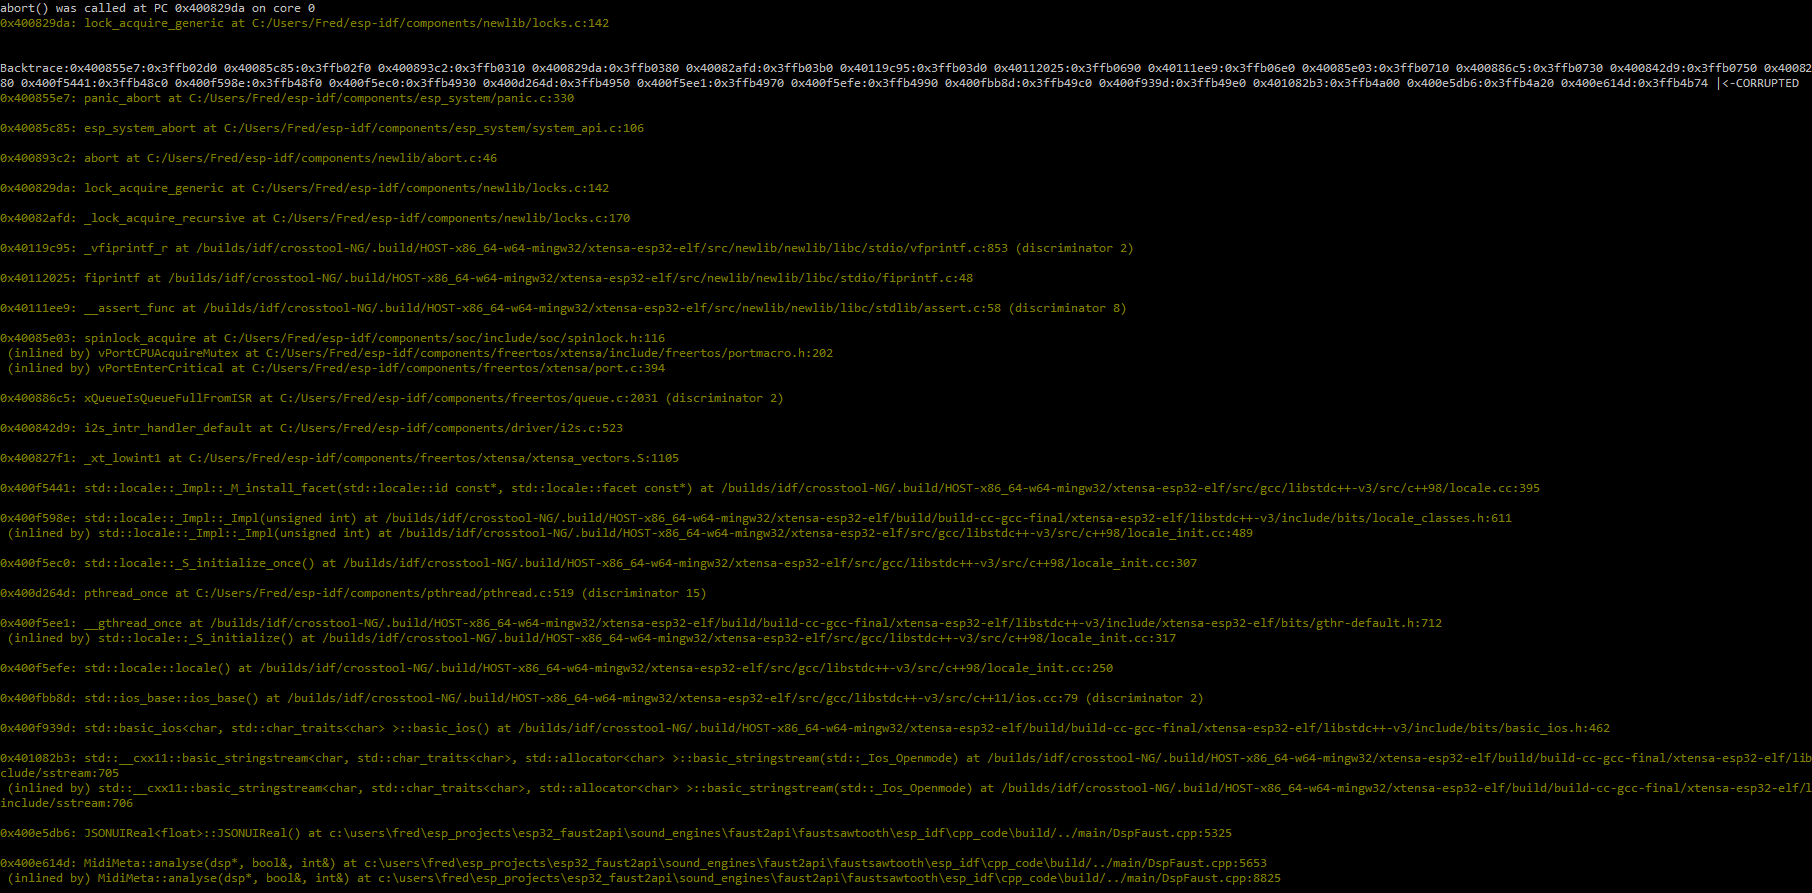 abort() was called at PC 0x400829da on core 0
0x400829da: lock_acquire_generic at C:/Users/Fred/esp-idf/components/newlib/locks.c:142
Backtrace:0x400855e7:0x3ffb02d0 0x40085c85:0x3ffb02f0 0x400893c2:0x3ffb0310 0x400829da:0x3ffb0380 0x40082afd:0x3ffb03b0 0x40119c95:0x3ffb03d0 0x40112025:0x3ffb0690 0x40111ee9:0x3ffb06e0 0x40085e03:0x3ffb0710 0x400886c5:0x3ffb0730 0x400842d9:0x3ffb0750 0x40082
80 0x400f5441:0x3ffb48c0 0x400f598e:0x3ffb48f0 0x400f5ec0:0x3ffb4930 0x400d264d:0x3ffb4950 0x400f5ee1:0x3ffb4970 0x400f5efe:0x3ffb4990 0x400fbb8d:0x3ffb49c0 0x400f939d:0x3ffb49e0 0x401082b3:0x3ffb4a00 0x400e5db6:0x3ffb4a20 0x400e614d:0x3ffb4b74 |<-CORRUPTED
0x400855e7: panic_abort at C:/Users/Fred/esp-idf/components/esp_system/panic.c:330
0x40085c85: esp_system_abort at C:/Users/Fred/esp-idf/components/esp_system/system_api.c:106
0x400893c2: abort at C:/Users/Fred/esp-idf/components/newlib/abort.c:46
0x400829da: lock_acquire_generic at C:/Users/Fred/esp-idf/components/newlib/locks.c:142
0x40082afd: _lock_acquire_recursive at C:/Users/Fred/esp-idf/components/newlib/locks.c:170
0x40119c95: _vfiprintf_r at /builds/idf/crosstool-NG/.build/HOST-x86_64-w64-mingw32/xtensa-esp32-elf/src/newlib/newlib/libc/stdio/vfprintf.c:853 (discriminator 2)
0x40112025: fiprintf at /builds/idf/crosstool-NG/.build/HOST-x86_64-w64-mingw32/xtensa-esp32-elf/src/newlib/newlib/libc/stdio/fiprintf.c:48
0x40111ee9: __assert_func at /builds/idf/crosstool-NG/.build/HOST-x86_64-w64-mingw32/xtensa-esp32-elf/src/newlib/newlib/libc/stdlib/assert.c:58 (discriminator 8)
0x40085e03: spinlock_acquire at C:/Users/Fred/esp-idf/components/soc/include/soc/spinlock.h:116
(inlined by) vPortCPUAcquireMutex at C:/Users/Fred/esp-idf/components/freertos/xtensa/include/freertos/portmacro.h:202
(inlined by) vPortEnterCritical at C:/Users/Fred/esp-idf/components/freertos/xtensa/port.c:394
0x400886c5: xQueueIsQueueFullFromISR at C:/Users/Fred/esp-idf/components/freertos/queue.c:2031 (discriminator 2)
0x400842d9: i2s_intr_handler_default at C:/Users/Fred/esp-idf/components/driver/i2s.c:523
0x400827f1: _xt_lowint1 at C:/Users/Fred/esp-idf/components/freertos/xtensa/xtensa_vectors.S:1105
0x400f5441: std::locale::_Impl::_M_install_facet(std::locale::id const*, std::locale::facet const*) at /builds/idf/crosstool-NG/.build/HOST-x86_64-w64-mingw32/xtensa-esp32-elf/src/gcc/libstdc++-v3/src/c++98/locale.cc:395
0x400f598e: std::locale::_Impl::_Impl(unsigned int) at /builds/idf/crosstool-NG/.build/HOST-x86_64-w64-mingw32/xtensa-esp32-elf/build/build-cc-gcc-final/xtensa-esp32-elf/libstdc++-v3/include/bits/locale_classes.h:611
(inlined by) std::locale::_Impl::_Impl(unsigned int) at /builds/idf/crosstool-NG/.build/HOST-x86_64-w64-mingw32/xtensa-esp32-elf/src/gcc/libstdc++-v3/src/c++98/locale_init.cc:489
0x400f5ec0: std::locale::_S_initialize_once() at /builds/idf/crosstool-NG/.build/HOST-x86_64-w64-mingw32/xtensa-esp32-elf/src/gcc/libstdc++-v3/src/c++98/locale_init.cc:307
0x400d264d: pthread_once at C:/Users/Fred/esp-idf/components/pthread/pthread.c:519 (discriminator 15)
0x400f5ee1: __gthread_once at /builds/idf/crosstool-NG/.build/HOST-x86_64-w64-mingw32/xtensa-esp32-elf/build/build-cc-gcc-final/xtensa-esp32-elf/libstdc++-v3/include/xtensa-esp32-elf/bits/gthr-default.h:712
(inlined by) std::locale::_S_initialize() at /builds/idf/crosstool-NG/.build/HOST-x86_64-w64-mingw32/xtensa-esp32-elf/src/gcc/libstdc++-v3/src/c++98/locale_init.cc:317
0x400f5efe: std::locale::locale() at /builds/idf/crosstool-NG/.build/HOST-x86_64-w64-mingw32/xtensa-esp32-elf/src/gcc/libstdc++-v3/src/c++98/locale_init.cc:250
0x400fbb8d: std::ios_base::ios_base() at /builds/idf/crosstool-NG/.build/HOST-x86_64-w64-mingw32/xtensa-esp32-elf/src/gcc/libstdc++-v3/src/c++11/ios.cc:79 (discriminator 2)
0x400f939d: std::basic_ios<char, std::char_traits<char> >::basic_ios() at /builds/idf/crosstool-NG/.build/HOST-x86_64-w64-mingw32/xtensa-esp32-elf/build/build-cc-gcc-final/xtensa-esp32-elf/libstdc++-v3/include/bits/basic_ios.h:462
0x401082b3: std::__cxx11::basic_stringstream<char, std::char_traits<char>, std::allocator<char> >::basic_stringstream(std::_Ios_Openmode) at /builds/idf/crosstool-NG/.build/HOST-x86_64-w64-mingw32/xtensa-esp32-elf/build/build-cc-gcc-final/xtensa-esp32-elf/lib
clude/sstream:705
(inlined by) std::__cxx11::basic_stringstream<char, std::char_traits<char>, std::allocator<char> >::basic_stringstream(std::_Ios_Openmode) at /builds/idf/crosstool-NG/.build/HOST-x86_64-w64-mingw32/xtensa-esp32-elf/build/build-cc-gcc-final/xtensa-esp32-elf/l
include/sstream:706
0x400e5db6: JSONUIReal<float>::JSONUIReal() at c:\users\fred\esp_projects\esp32_faust2api\sound_engines\faust2api\faustsawtooth\esp_idf\cpp_code\build/../main/DspFaust.cpp:5325
0x400e614d: MidiMeta::analyse(dsp*, bool&, int&) at c:\users\fred\esp_projects\esp32_faust2api\sound_engines\faust2api\faustsawtooth\esp_idf\cpp_code\build/../main/DspFaust.cpp:5653
(inlined by) MidiMeta::analyse(dsp*, bool&, int&) at c:\users\fred\esp_projects\esp32_faust2api\sound_engines\faust2api\faustsawtooth\esp_idf\cpp_code\build/../main/DspFaust.cpp:8825